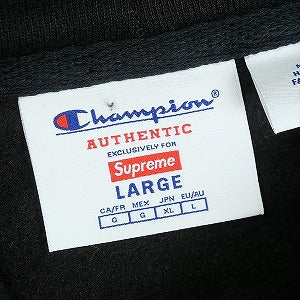 Champion
AUTHENTIC
EXCLUSIVELY FOR
Supreme
LARGE
CA/FR MEX JPN EU/AU
G G XL L